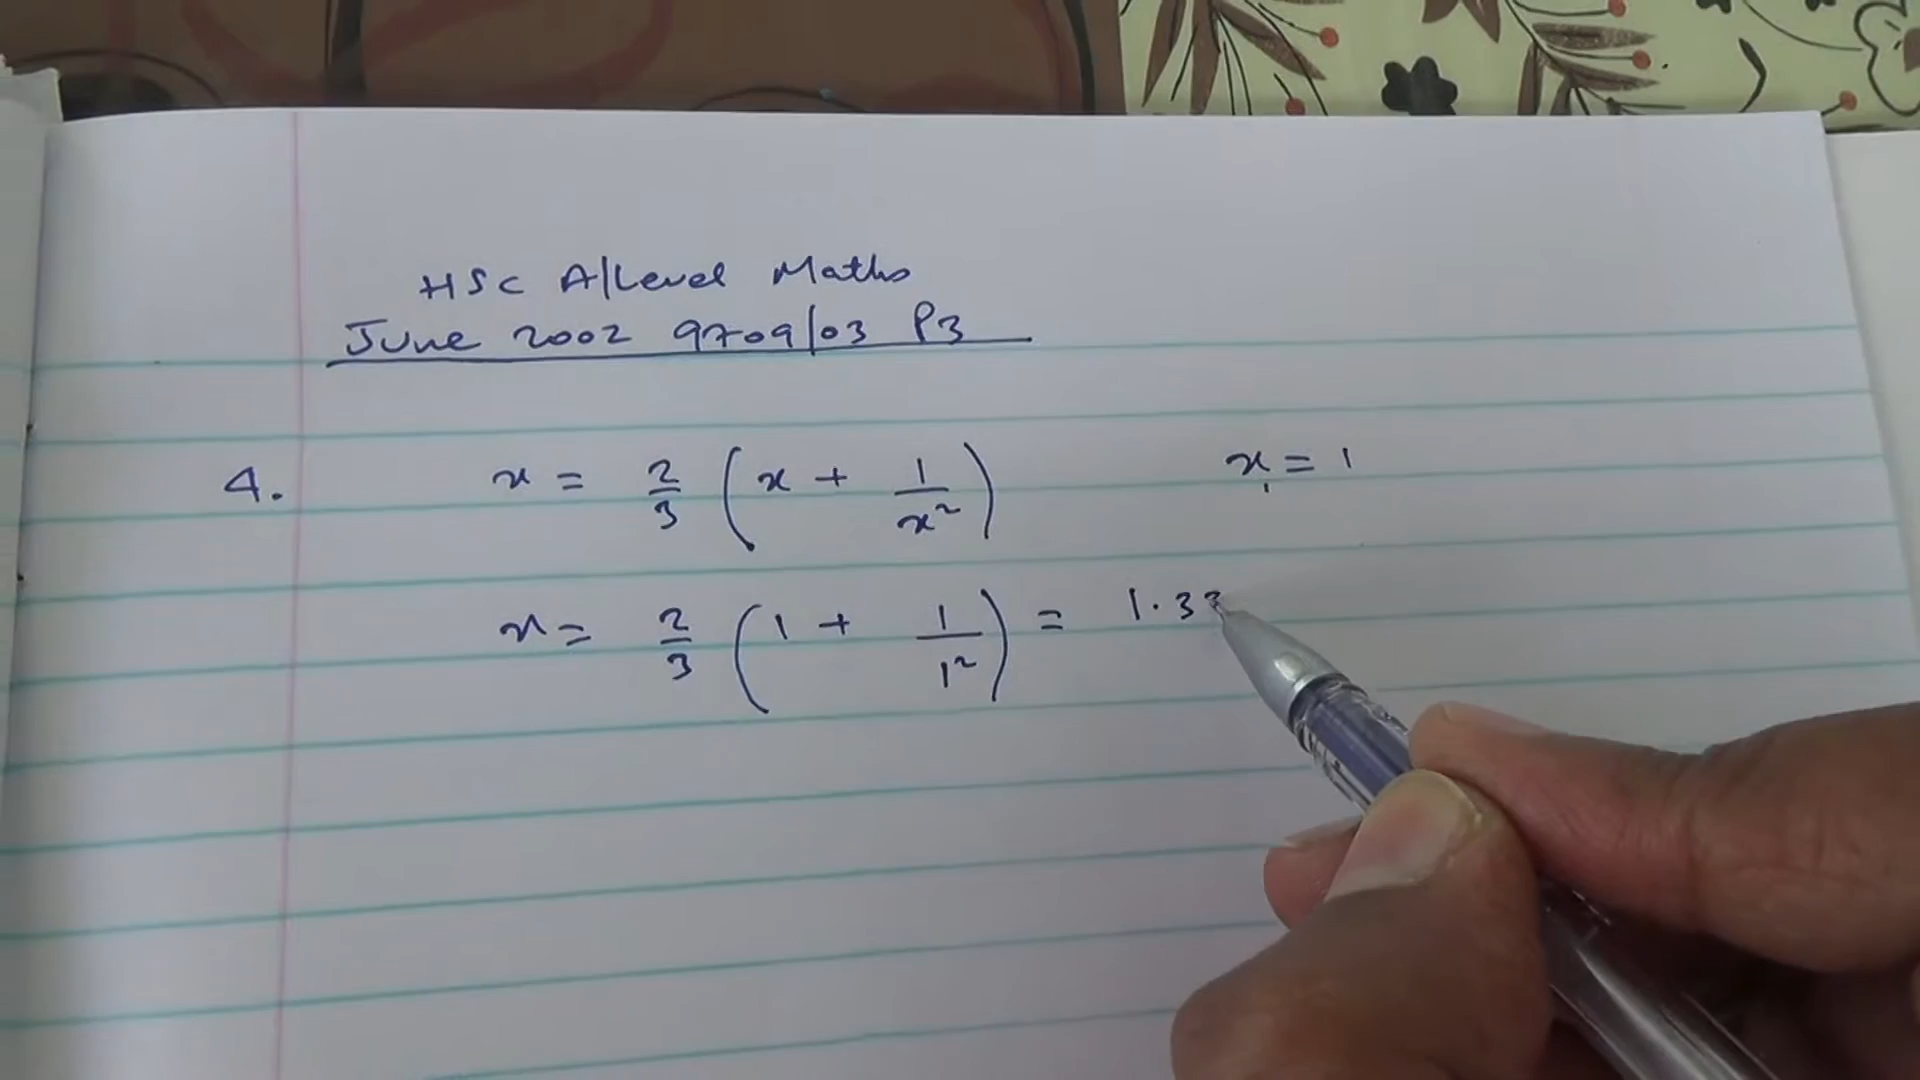 HSC A/Level Maths
June 2002 9709/03 P3
4. x = 2/3 (x + 1/x²) x₁ = 1
x = 2/3 (1 + 1/1²) = 1.33